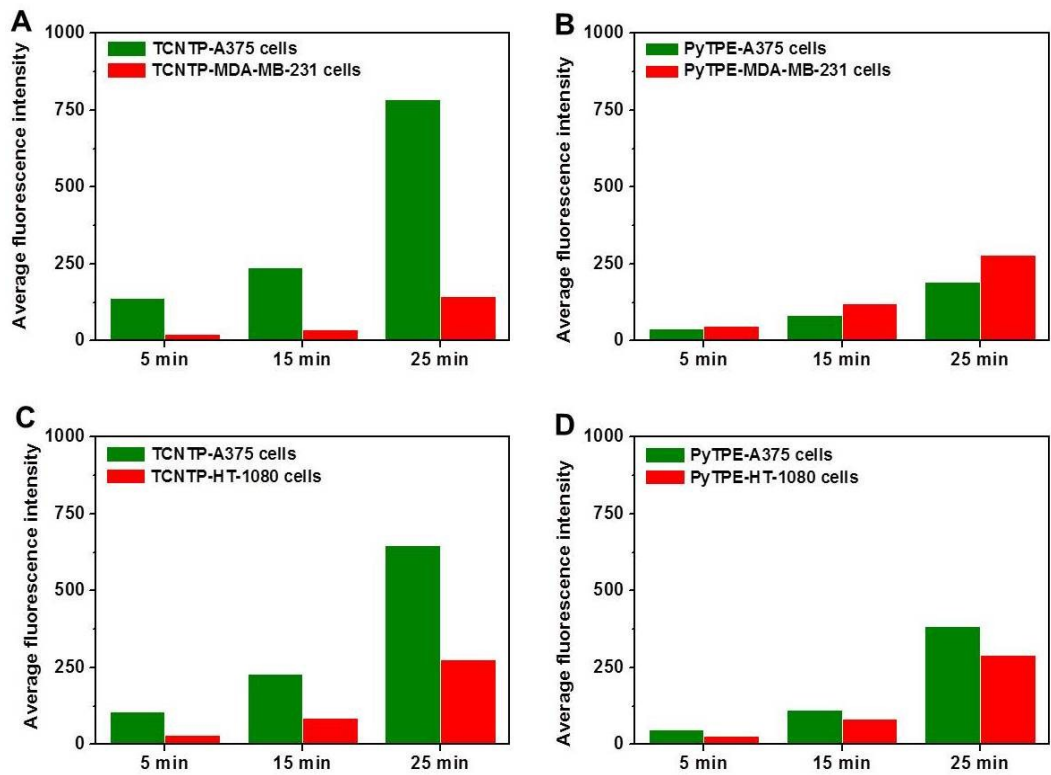 A
Average fluorescence intensity
1000
750
500
250
0
TCNTP-A375 cells
TCNTP-MDA-MB-231 cells
5 min 15 min 25 min
B
Average fluorescence intensity
1000
750
500
250
0
PyTPE-A375 cells
PyTPE-MDA-MB-231 cells
5 min 15 min 25 min
C
Average fluorescence intensity
1000
750
500
250
0
TCNTP-A375 cells
TCNTP-HT-1080 cells
5 min 15 min 25 min
D
Average fluorescence intensity
1000
750
500
250
0
PyTPE-A375 cells
PyTPE-HT-1080 cells
5 min 15 min 25 min